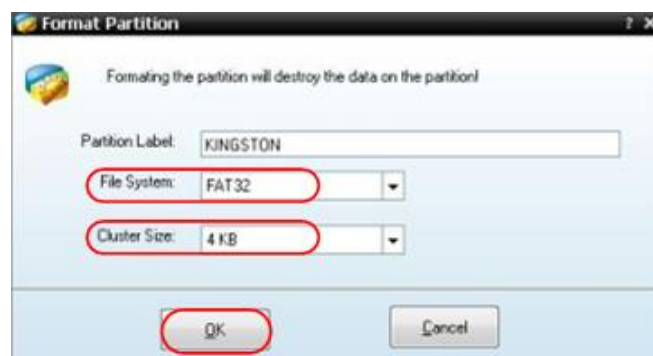 Format Partition ? X
Formating the partition will destroy the data on the partition!
Partition Label: KINGSTON
File System: FAT32
Cluster Size: 4 KB
OK Cancel